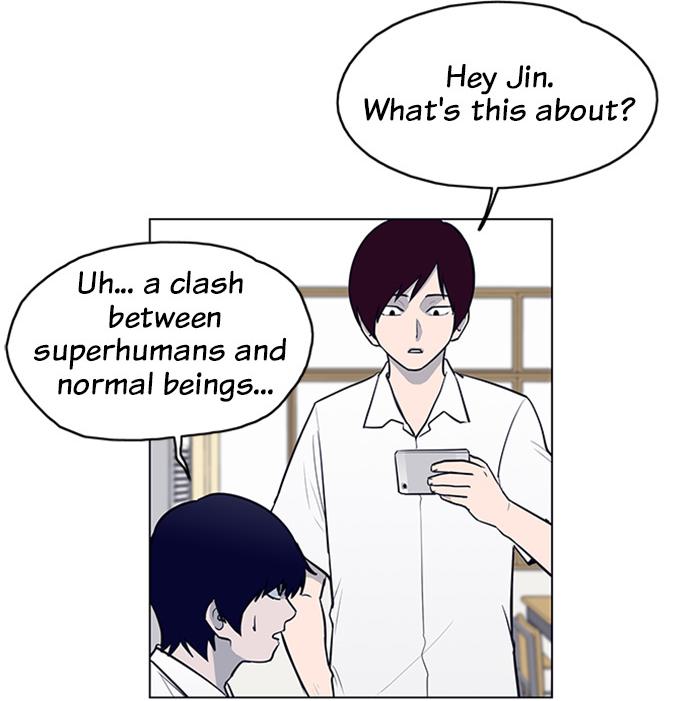 Hey Jin.
What's this about?
Uh... a clash
between
superhumans and
normal beings...